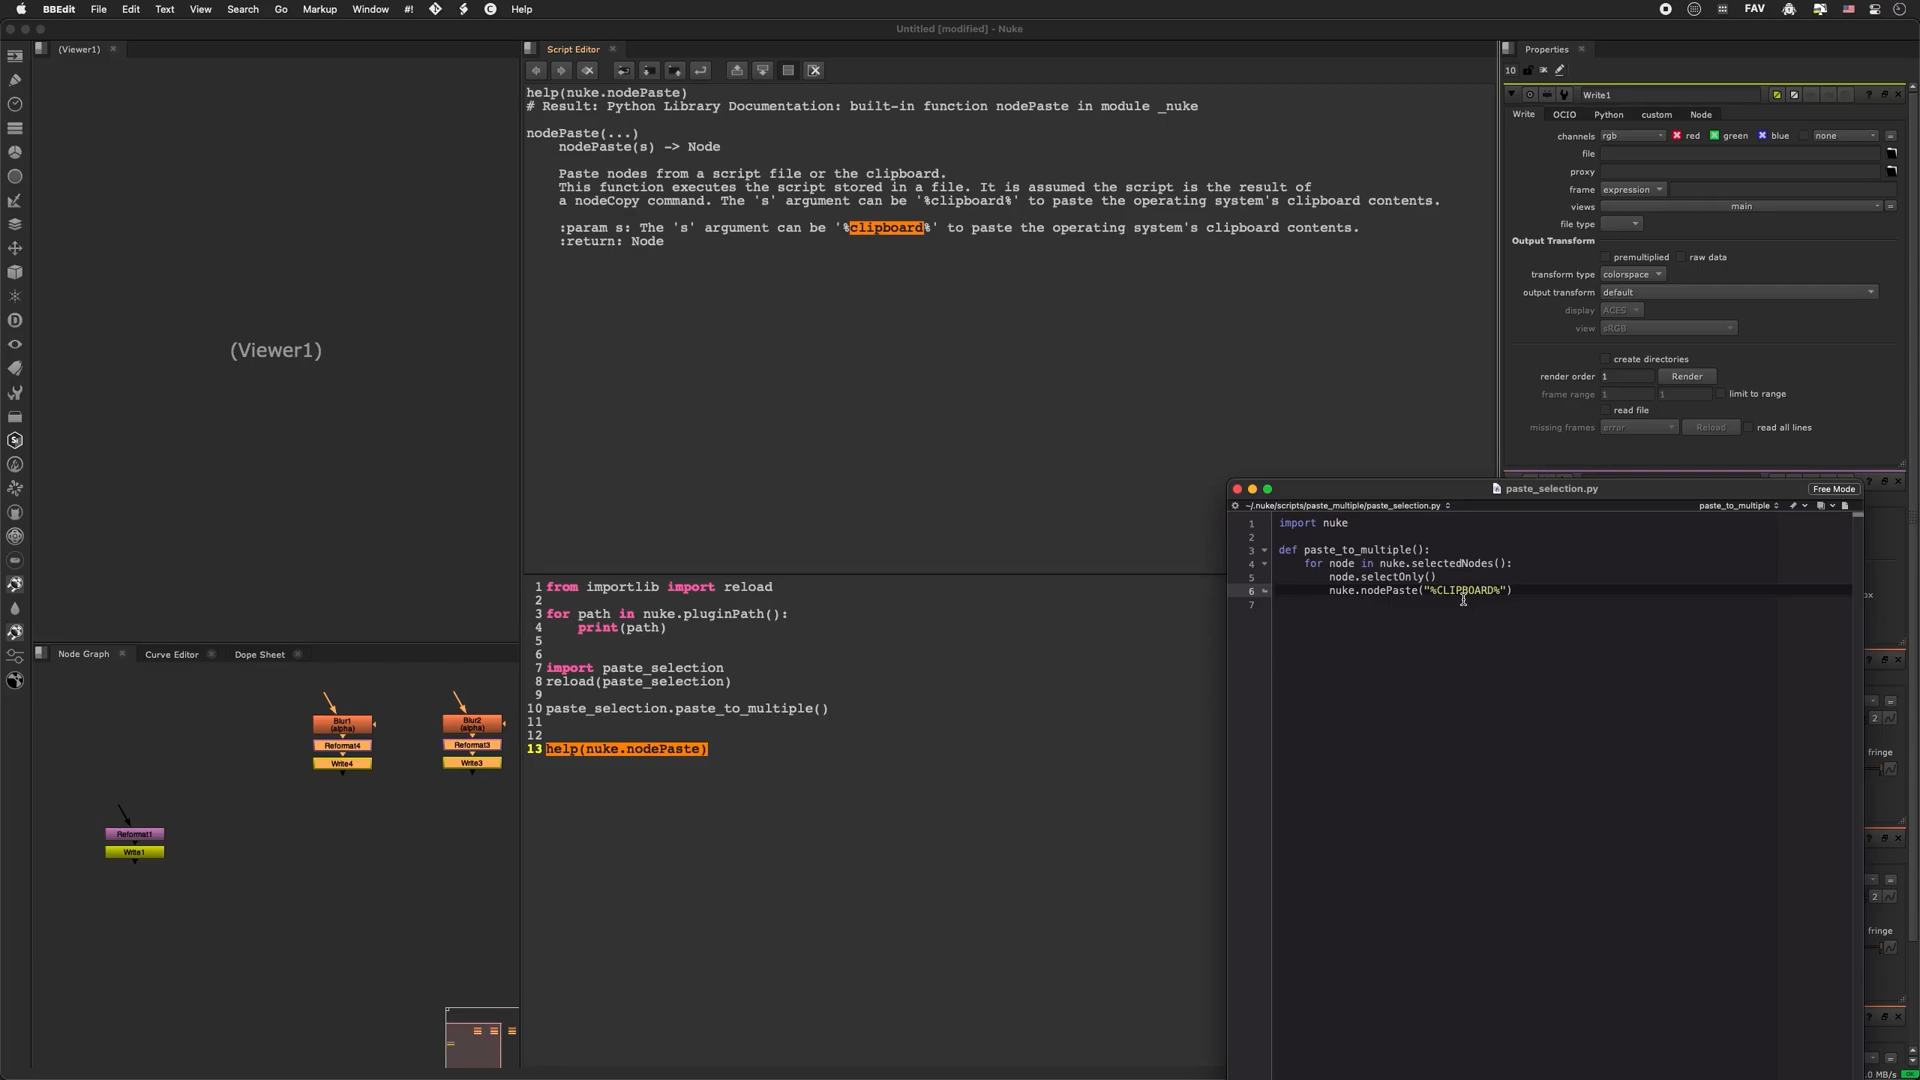 BBEdit File Edit Text View Search Go Markup Window #! Help
FAV
Untitled [modified] - Nuke
(Viewer1)
(Viewer1)
Script Editor
help(nuke.nodePaste)
# Result: Python Library Documentation: built-in function nodePaste in module _nuke
nodePaste(...)
nodePaste(s) -> Node
Paste nodes from a script file or the clipboard.
This function executes the script stored in a file. It is assumed the script is the result of
a nodeCopy command. The 's' argument can be '%clipboard%' to paste the operating system's clipboard contents.
:param s: The 's' argument can be '%clipboard%' to paste the operating system's clipboard contents.
:return: Node
1 from importlib import reload
2
3 for path in nuke.pluginPath():
4 print(path)
5
6
7 import paste_selection
8 reload(paste_selection)
9
10 paste_selection.paste_to_multiple()
11
12
13 help(nuke.nodePaste)
Node Graph Curve Editor Dope Sheet
Blur1
(alpha)
Reformat4
Write4
Blur2
(alpha)
Reformat3
Write3
Reformat1
Write1
Properties
10
Write1
Write OCIO Python custom Node
channels rgb red green blue none =
file
proxy
frame expression
views main =
file type
Output Transform
premultiplied raw data
transform type colorspace
output transform default
display ACES
view sRGB
create directories
render order 1 Render
frame range 1 1 limit to range
read file
missing frames error Reload read all lines
paste_selection.py
Free Mode
~/.nuke/scripts/paste_multiple/paste_selection.py
paste_to_multiple
1 import nuke
2
3 def paste_to_multiple():
4 for node in nuke.selectedNodes():
5 node.selectOnly()
6 nuke.nodePaste("%CLIPBOARD%")
7
ox
=
2
fringe
=
2
fringe
=
.0 MB/s OK